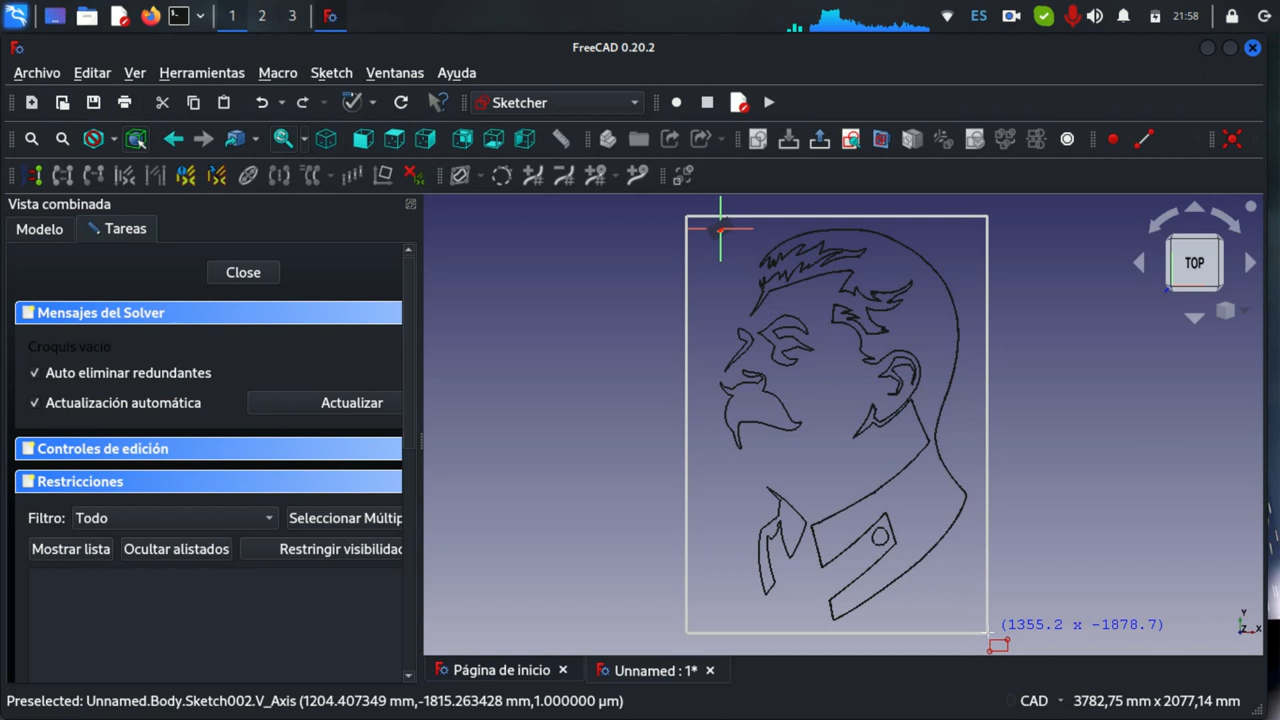 1 2 3 ES 21:58
FreeCAD 0.20.2
Archivo Editar Ver Herramientas Macro Sketch Ventanas Ayuda
Sketcher
Vista combinada
Modelo Tareas
Close
Mensajes del Solver
Croquis vacío
Auto eliminar redundantes
Actualización automática Actualizar
Controles de edición
Restricciones
Filtro: Todo Seleccionar Múltip
Mostrar lista Ocultar alistados Restringir visibilidad
TOP
(1355.2 x -1878.7)
Y
Z X
Página de inicio Unnamed : 1*
Preselected: Unnamed.Body.Sketch002.V_Axis (1204.407349 mm,-1815.263428 mm,1.000000 µm) CAD 3782,75 mm x 2077,14 mm